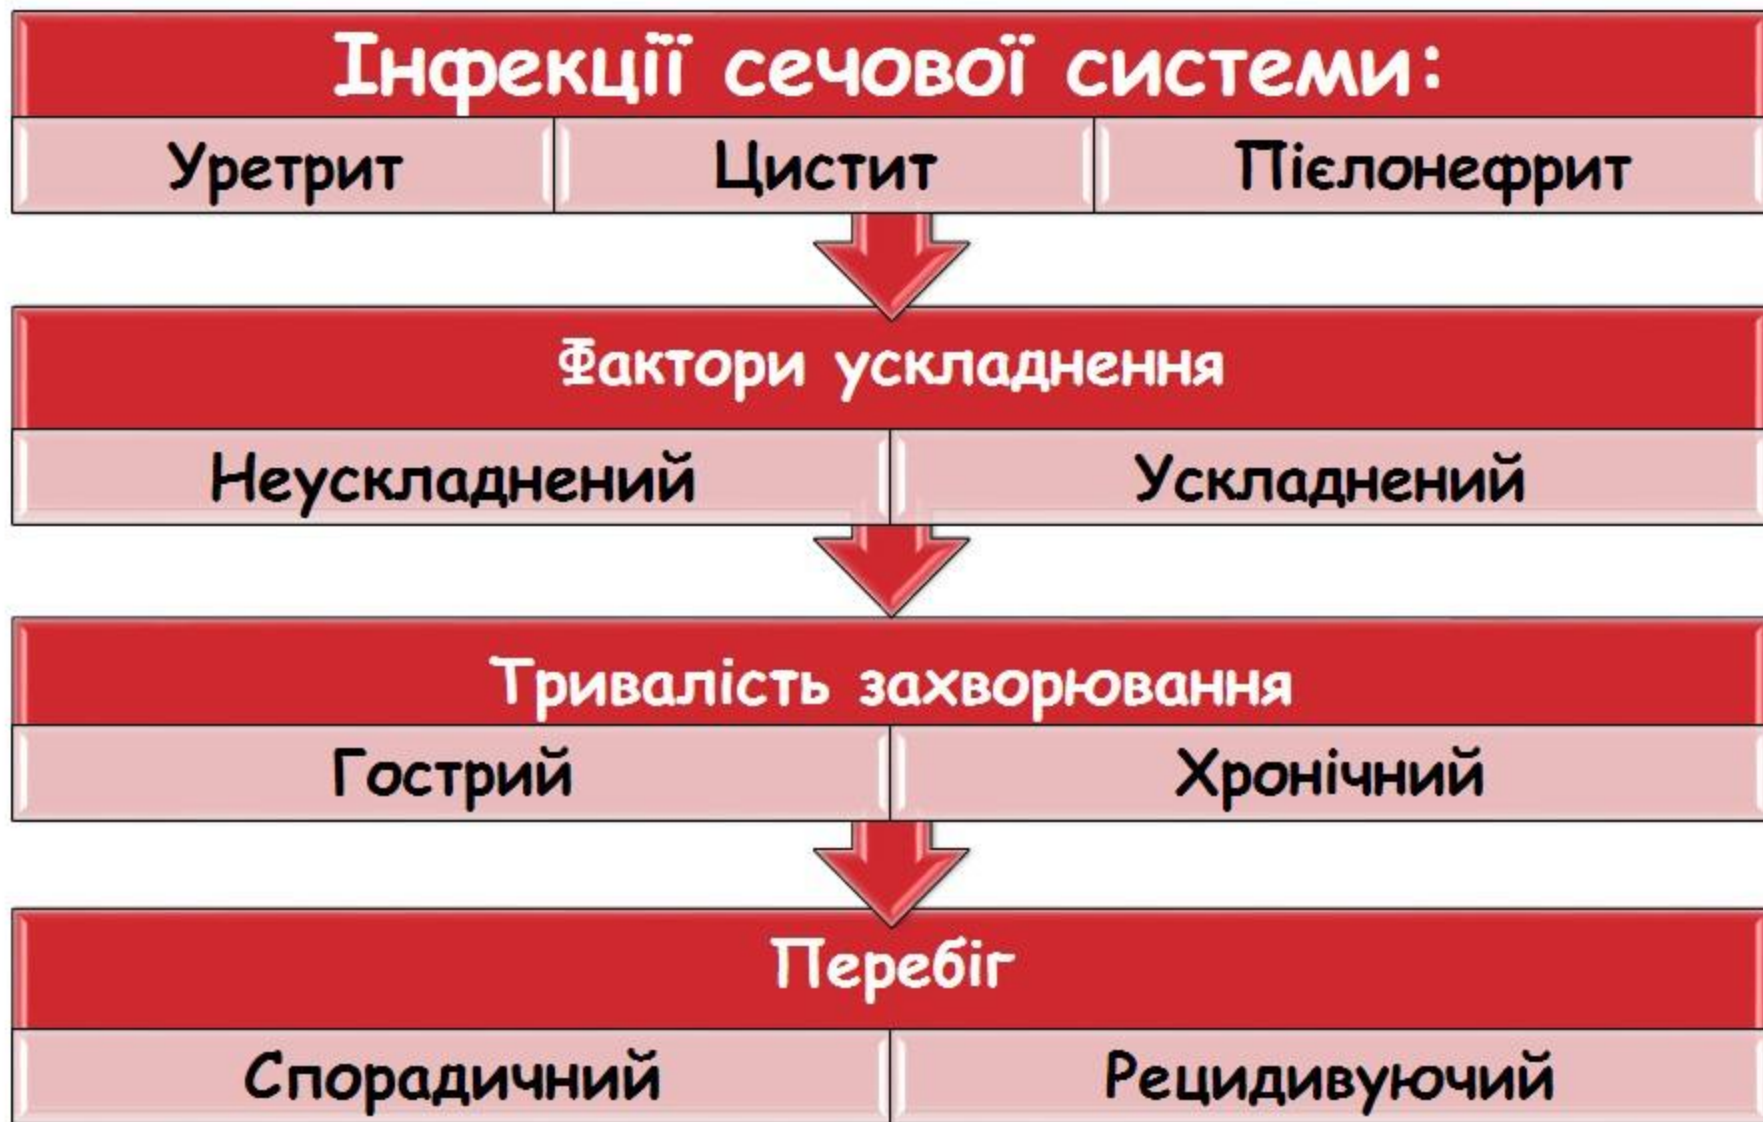 Інфекції сечової системи:
Уретрит Цистит Пієлонефрит
Фактори ускладнення
Неускладнений Ускладнений
Тривалість захворювання
Гострий Хронічний
Перебіг
Спорадичний Рецидивуючий